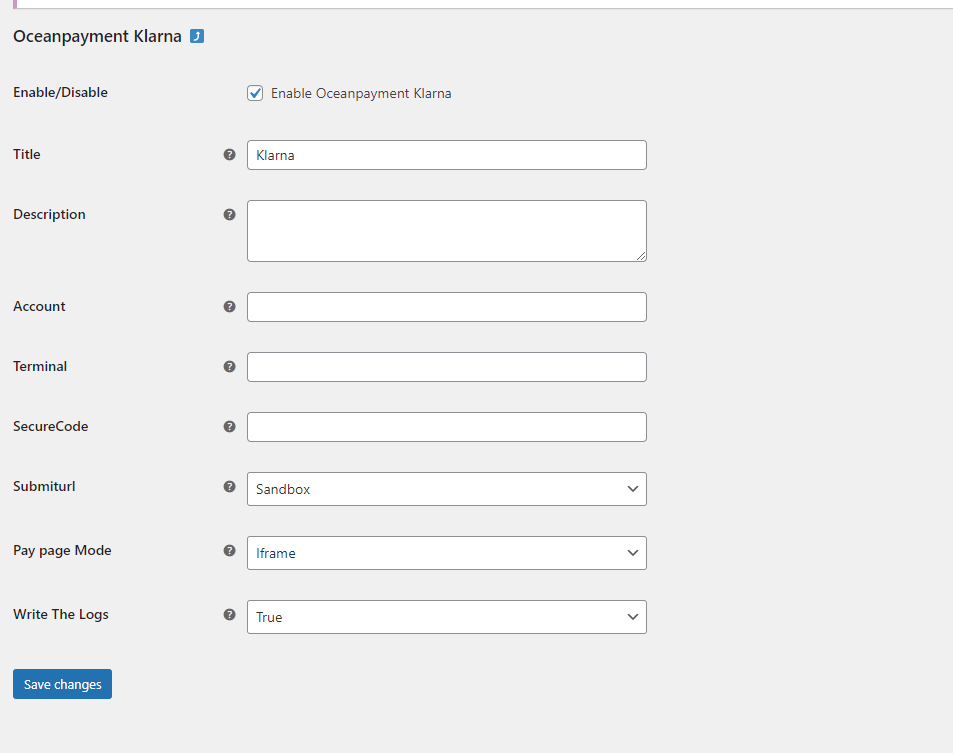 Oceanpayment Klarna ⤴
Enable/Disable
Enable Oceanpayment Klarna
Title ?
Klarna
Description ?
Account ?
Terminal ?
SecureCode ?
Submiturl ?
Sandbox
Pay page Mode ?
Iframe
Write The Logs ?
True
Save changes